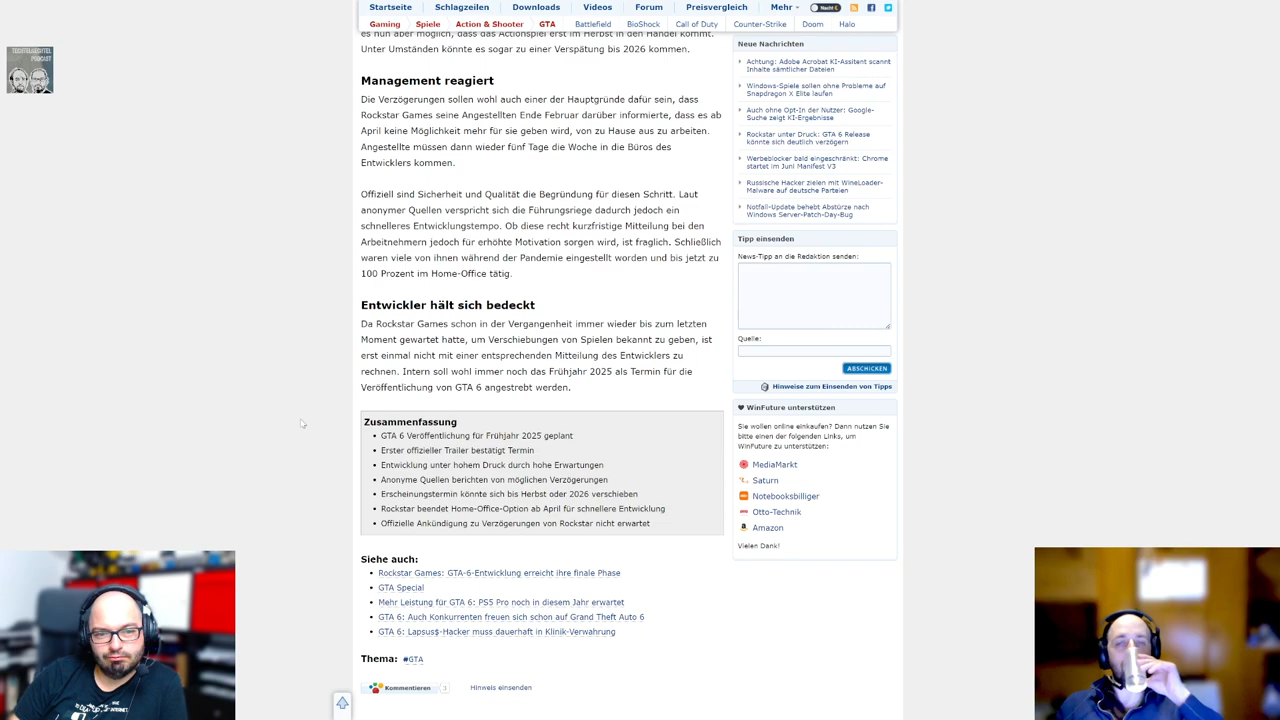 Startseite Schlagzeilen Downloads Videos Forum Preisvergleich Mehr Nacht
Gaming Spiele Action & Shooter GTA Battlefield BioShock Call of Duty Counter-Strike Doom Halo
TECHTELMECHTEL
PODCAST
es nun aber möglich, dass das Actionspiel erst im Herbst in den Handel kommt.
Unter Umständen könnte es sogar zu einer Verspätung bis 2026 kommen.
Management reagiert
Die Verzögerungen sollen wohl auch einer der Hauptgründe dafür sein, dass
Rockstar Games seine Angestellten Ende Februar darüber informierte, dass es ab
April keine Möglichkeit mehr für sie geben wird, von zu Hause aus zu arbeiten.
Angestellte müssen dann wieder fünf Tage die Woche in die Büros des
Entwicklers kommen.
Offiziell sind Sicherheit und Qualität die Begründung für diesen Schritt. Laut
anonymer Quellen verspricht sich die Führungsriege dadurch jedoch ein
schnelleres Entwicklungstempo. Ob diese recht kurzfristige Mitteilung bei den
Arbeitnehmern jedoch für erhöhte Motivation sorgen wird, ist fraglich. Schließlich
waren viele von ihnen während der Pandemie eingestellt worden und bis jetzt zu
100 Prozent im Home-Office tätig.
Entwickler hält sich bedeckt
Da Rockstar Games schon in der Vergangenheit immer wieder bis zum letzten
Moment gewartet hatte, um Verschiebungen von Spielen bekannt zu geben, ist
erst einmal nicht mit einer entsprechenden Mitteilung des Entwicklers zu
rechnen. Intern soll wohl immer noch das Frühjahr 2025 als Termin für die
Veröffentlichung von GTA 6 angestrebt werden.
Zusammenfassung
GTA 6 Veröffentlichung für Frühjahr 2025 geplant
Erster offizieller Trailer bestätigt Termin
Entwicklung unter hohem Druck durch hohe Erwartungen
Anonyme Quellen berichten von möglichen Verzögerungen
Erscheinungstermin könnte sich bis Herbst oder 2026 verschieben
Rockstar beendet Home-Office-Option ab April für schnellere Entwicklung
Offizielle Ankündigung zu Verzögerungen von Rockstar nicht erwartet
Siehe auch:
Rockstar Games: GTA-6-Entwicklung erreicht ihre finale Phase
GTA Special
Mehr Leistung für GTA 6: PS5 Pro noch in diesem Jahr erwartet
GTA 6: Auch Konkurrenten freuen sich schon auf Grand Theft Auto 6
GTA 6: Lapsus$-Hacker muss dauerhaft in Klinik-Verwahrung
Thema: #GTA
Kommentieren 3 Hinweis einsenden
Neue Nachrichten
Achtung: Adobe Acrobat KI-Assitent scannt
Inhalte sämtlicher Dateien
Windows-Spiele sollen ohne Probleme auf
Snapdragon X Elite laufen
Auch ohne Opt-In der Nutzer: Google-
Suche zeigt KI-Ergebnisse
Rockstar unter Druck: GTA 6 Release
könnte sich deutlich verzögern
Werbeblocker bald eingeschränkt: Chrome
startet im Juni Manifest V3
Russische Hacker zielen mit WineLoader-
Malware auf deutsche Parteien
Notfall-Update behebt Abstürze nach
Windows Server-Patch-Day-Bug
Tipp einsenden
News-Tipp an die Redaktion senden:
Quelle:
ABSCHICKEN
Hinweise zum Einsenden von Tipps
WinFuture unterstützen
Sie wollen online einkaufen? Dann nutzen Sie
bitte einen der folgenden Links, um
WinFuture zu unterstützen:
MediaMarkt
Saturn
Notebooksbilliger
Otto-Technik
Amazon
Vielen Dank!